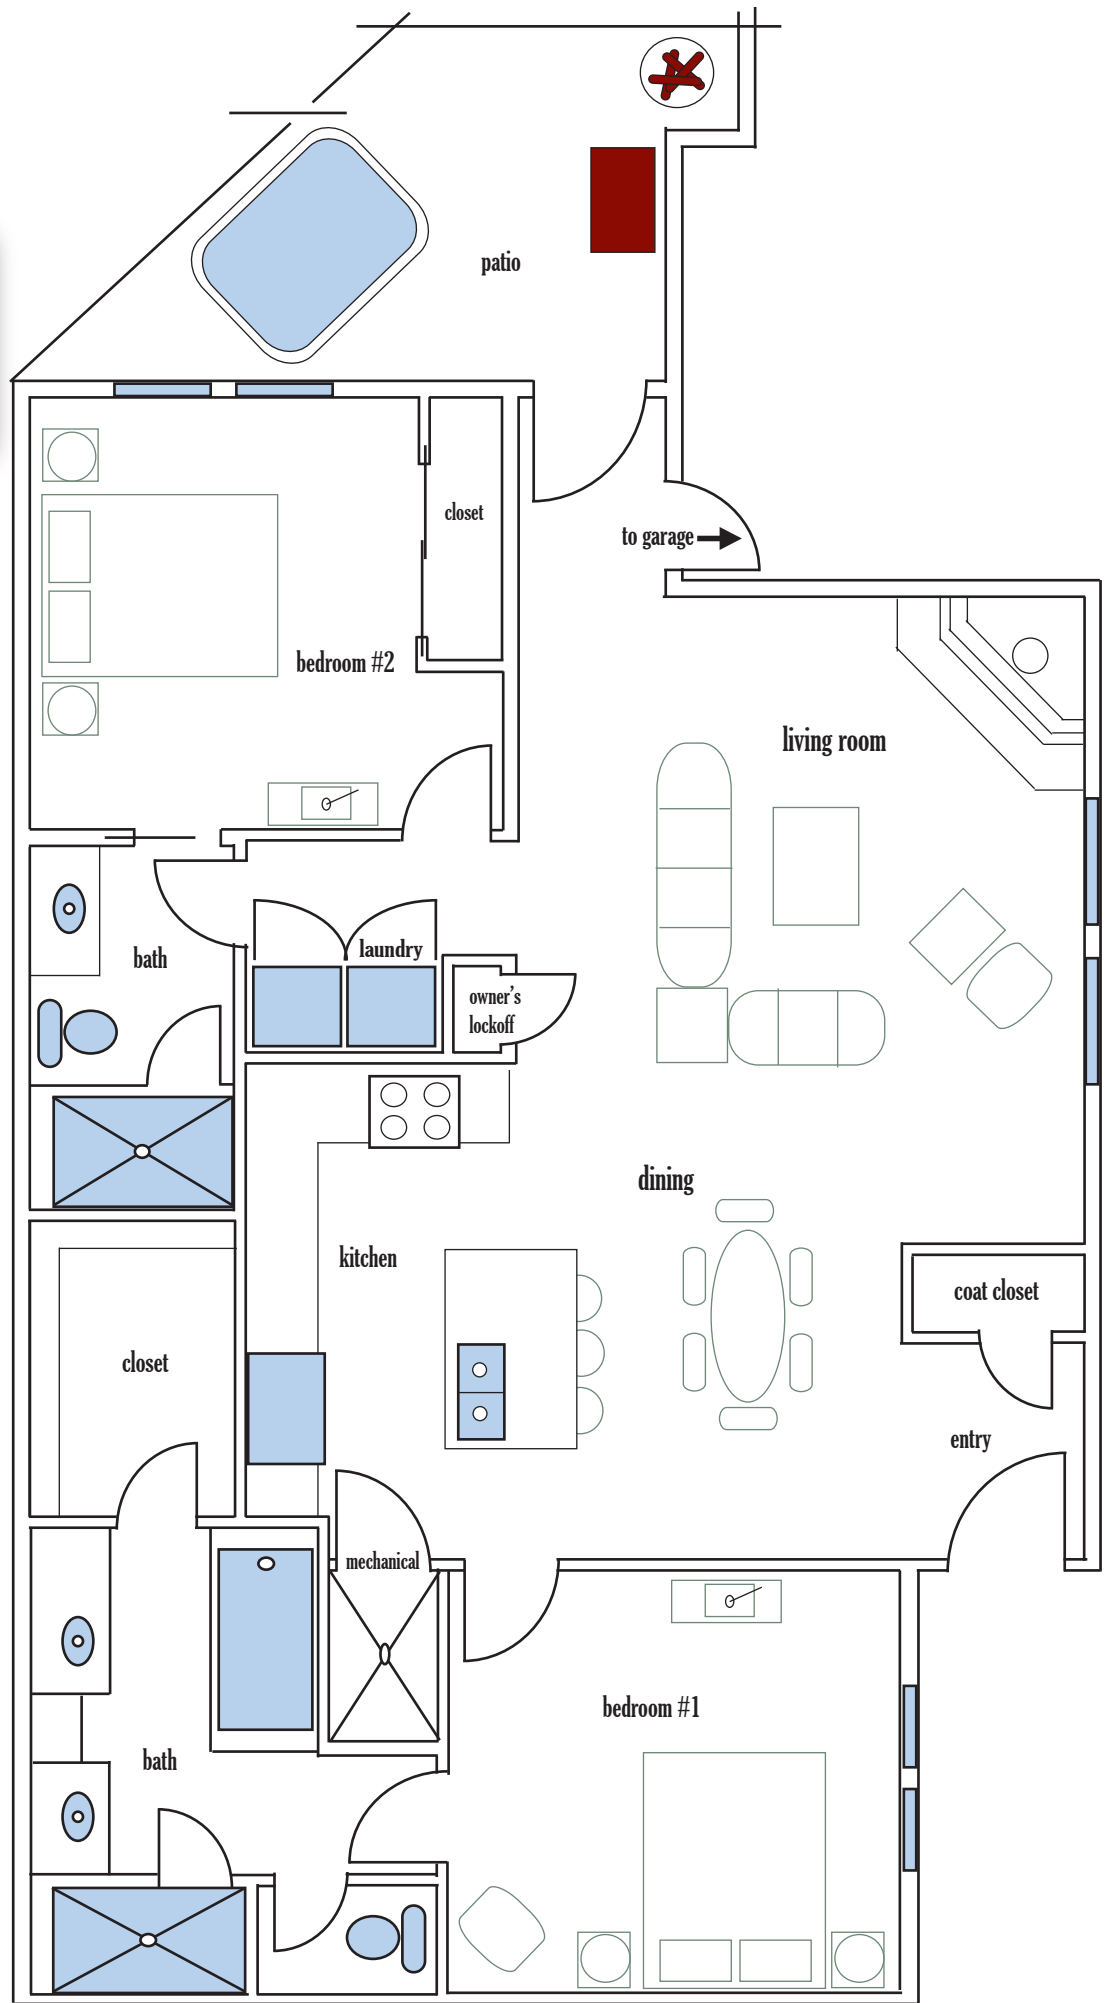 patio
closet
to garage
bedroom #2
living room
bath
laundry
owner's
lockoff
dining
kitchen
coat closet
closet
entry
mechanical
bedroom #1
bath